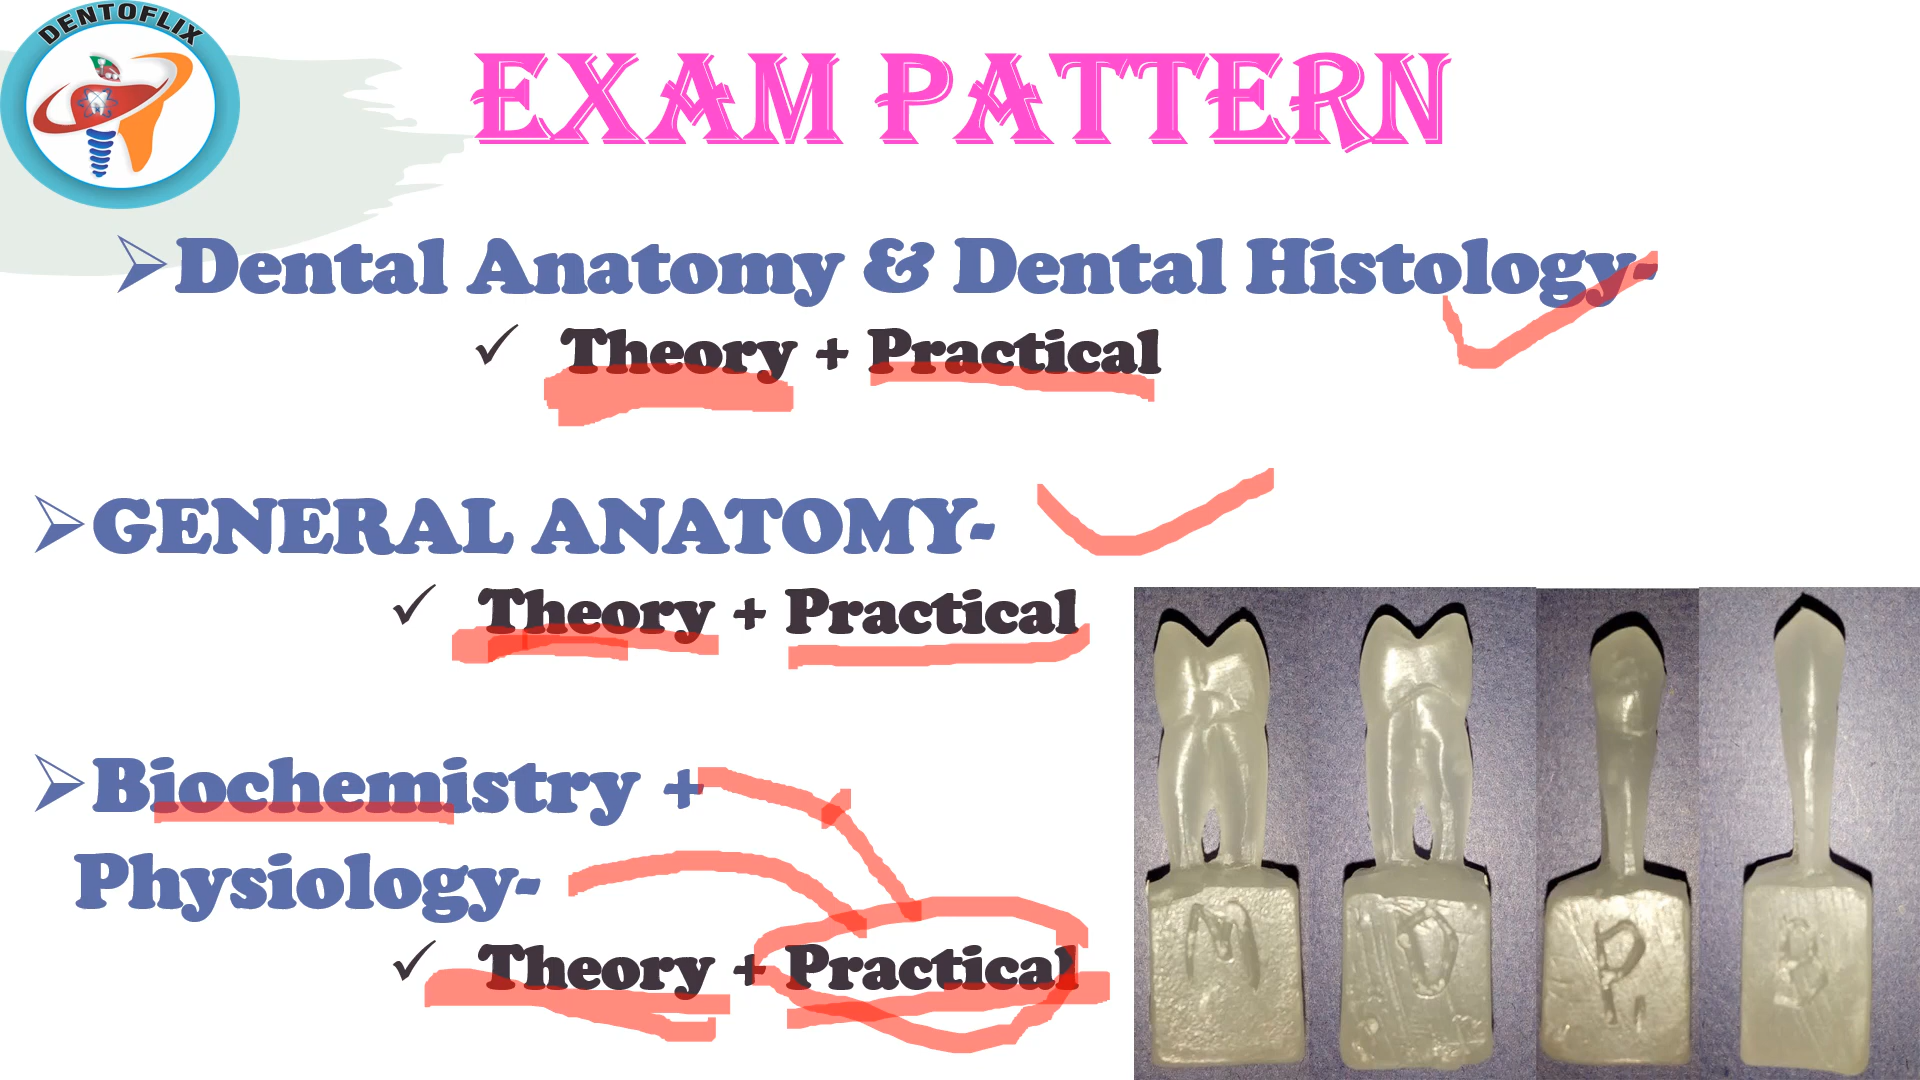 DENTOFLIX
EXAM PATTERN
Dental Anatomy & Dental Histology-
Theory + Practical
GENERAL ANATOMY-
Theory + Practical
Biochemistry +
Physiology-
Theory + Practical
M D P B